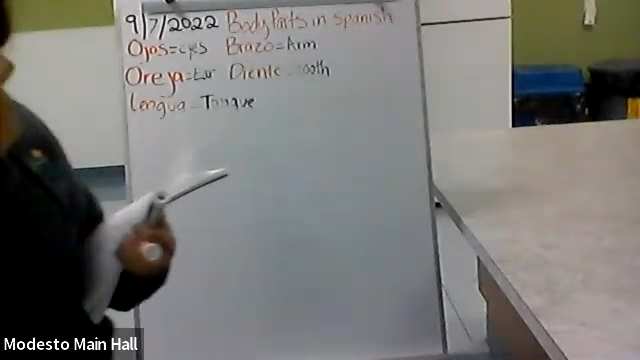 9/7/2022 Body Parts in Spanish
Ojos=eyes Brazo=Arm
Oreja=Ear Diente=Tooth
Lengua=Tongue
Modesto Main Hall